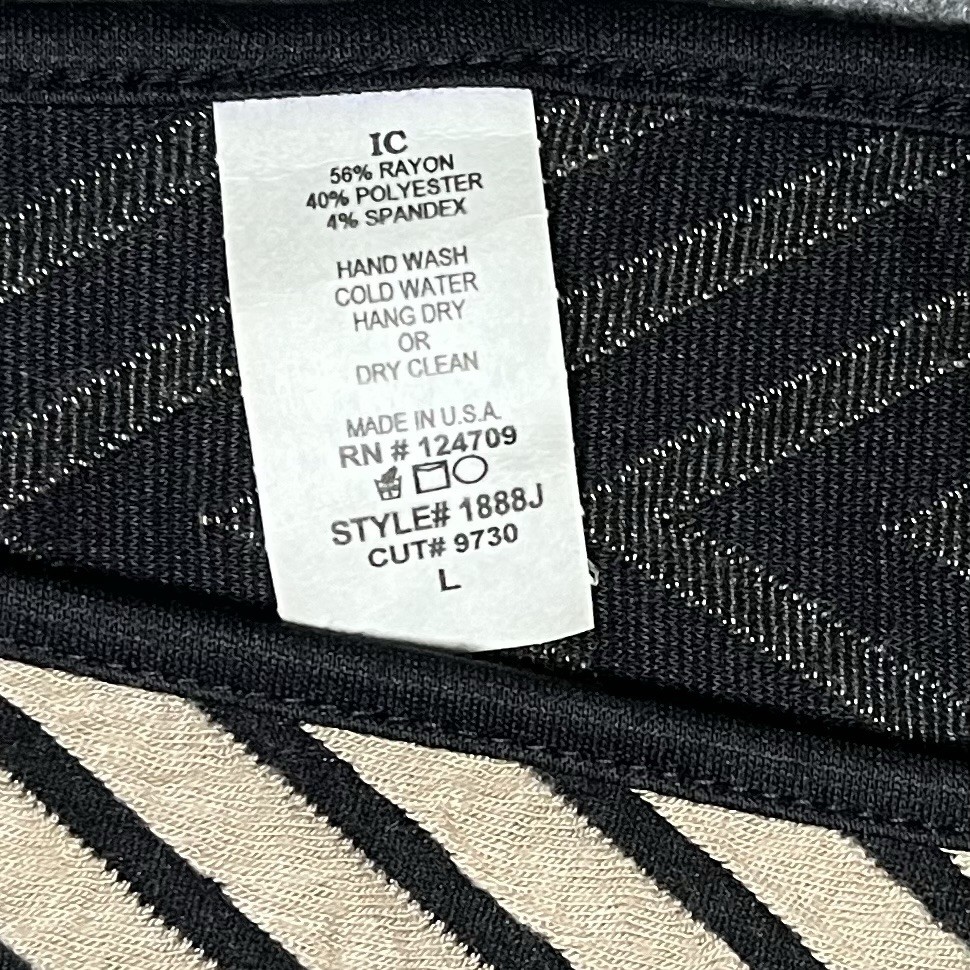 IC
56% RAYON
40% POLYESTER
4% SPANDEX
HAND WASH
COLD WATER
HANG DRY
OR
DRY CLEAN
MADE IN U.S.A.
RN # 124709
STYLE# 1888J
CUT# 9730
L